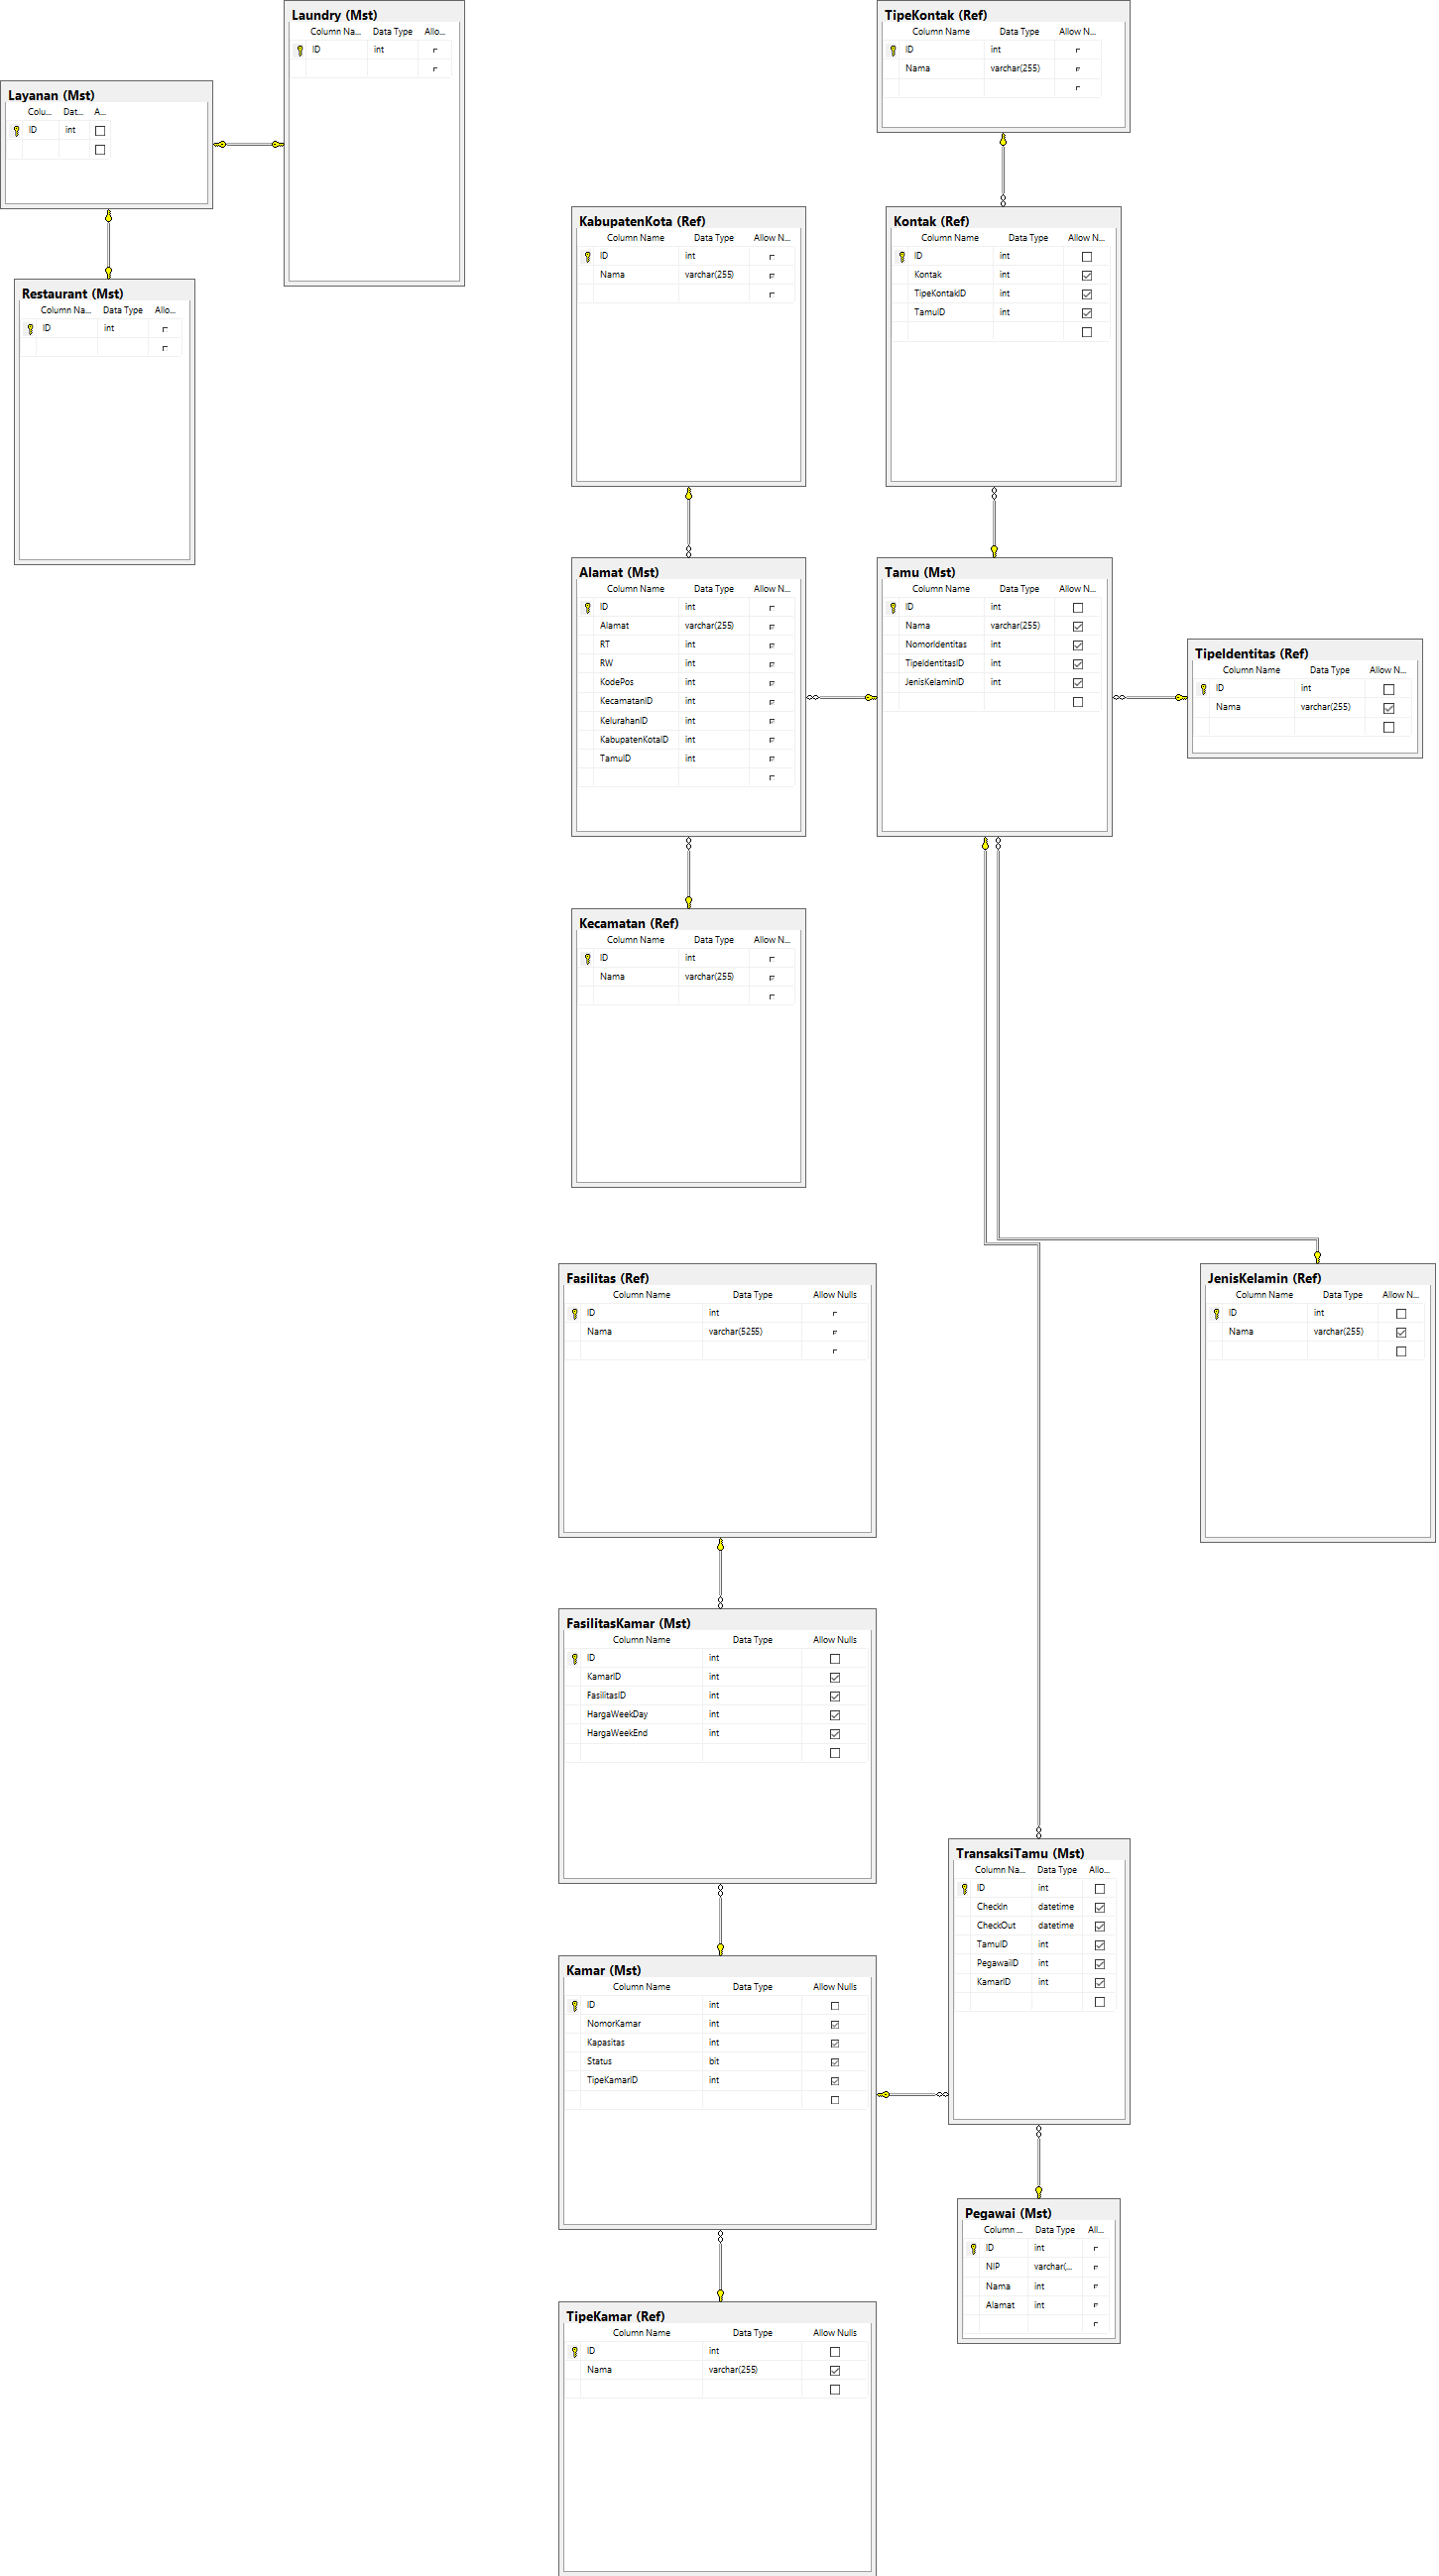 Laundry (Mst)
Column Na... Data Type Allo...
ID int
Layanan (Mst)
Colu... Dat... A...
ID int
Restaurant (Mst)
Column Na... Data Type Allo...
ID int
TipeKontak (Ref)
Column Name Data Type Allow N...
ID int
Nama varchar(255)
KabupatenKota (Ref)
Column Name Data Type Allow N...
ID int
Nama varchar(255)
Kontak (Ref)
Column Name Data Type Allow N...
ID int
Kontak int
TipeKontakID int
TamuID int
Alamat (Mst)
Column Name Data Type Allow N...
ID int
Alamat varchar(255)
RT int
RW int
KodePos int
KecamatanID int
KelurahanID int
KabupatenKotaID int
TamuID int
Tamu (Mst)
Column Name Data Type Allow N...
ID int
Nama varchar(255)
NomorIdentitas int
TipeIdentitasID int
JenisKelaminID int
TipeIdentitas (Ref)
Column Name Data Type Allow N...
ID int
Nama varchar(255)
Kecamatan (Ref)
Column Name Data Type Allow N...
ID int
Nama varchar(255)
Fasilitas (Ref)
Column Name Data Type Allow Nulls
ID int
Nama varchar(5255)
JenisKelamin (Ref)
Column Name Data Type Allow N...
ID int
Nama varchar(255)
FasilitasKamar (Mst)
Column Name Data Type Allow Nulls
ID int
KamarID int
FasilitasID int
HargaWeekDay int
HargaWeekEnd int
TransaksiTamu (Mst)
Column Na... Data Type Allo...
ID int
CheckIn datetime
CheckOut datetime
TamuID int
PegawaiID int
KamarID int
Kamar (Mst)
Column Name Data Type Allow Nulls
ID int
NomorKamar int
Kapasitas int
Status bit
TipeKamarID int
Pegawai (Mst)
Column ... Data Type All...
ID int
NIP varchar(...
Nama int
Alamat int
TipeKamar (Ref)
Column Name Data Type Allow Nulls
ID int
Nama varchar(255)